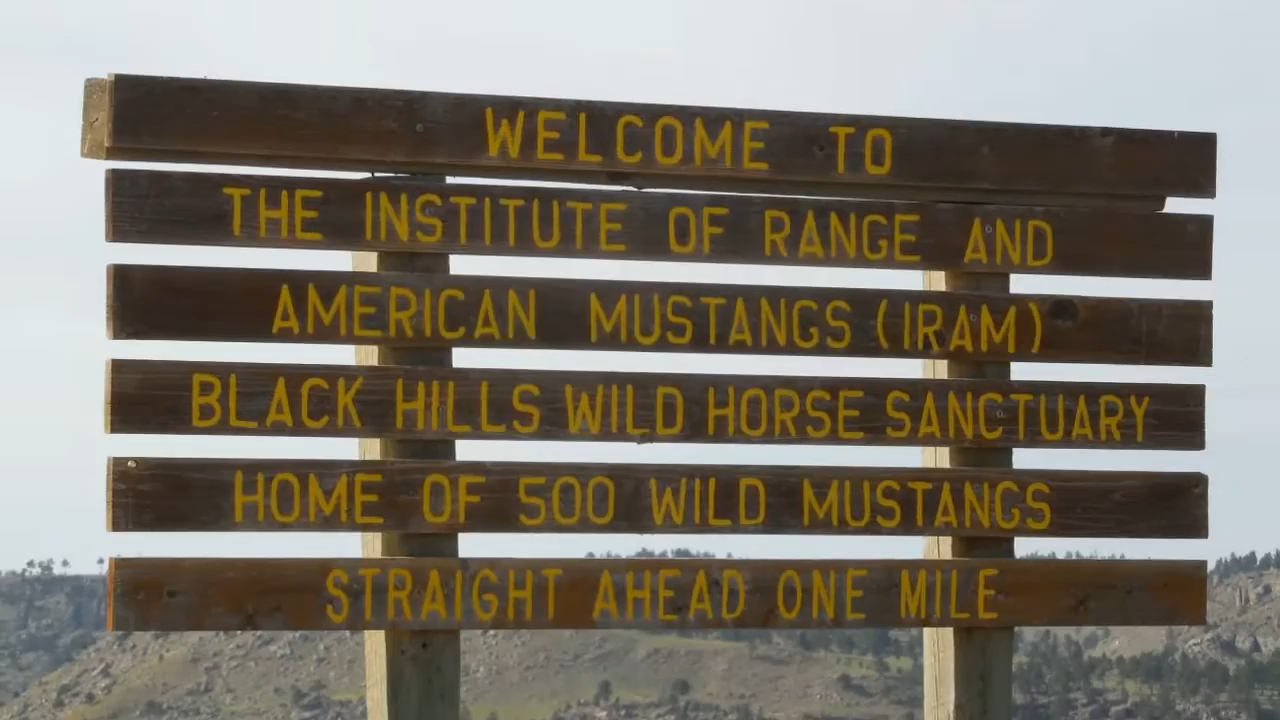 WELCOME TO
THE INSTITUTE OF RANGE AND
AMERICAN MUSTANGS (IRAM)
BLACK HILLS WILD HORSE SANCTUARY
HOME OF 500 WILD MUSTANGS
STRAIGHT AHEAD ONE MILE